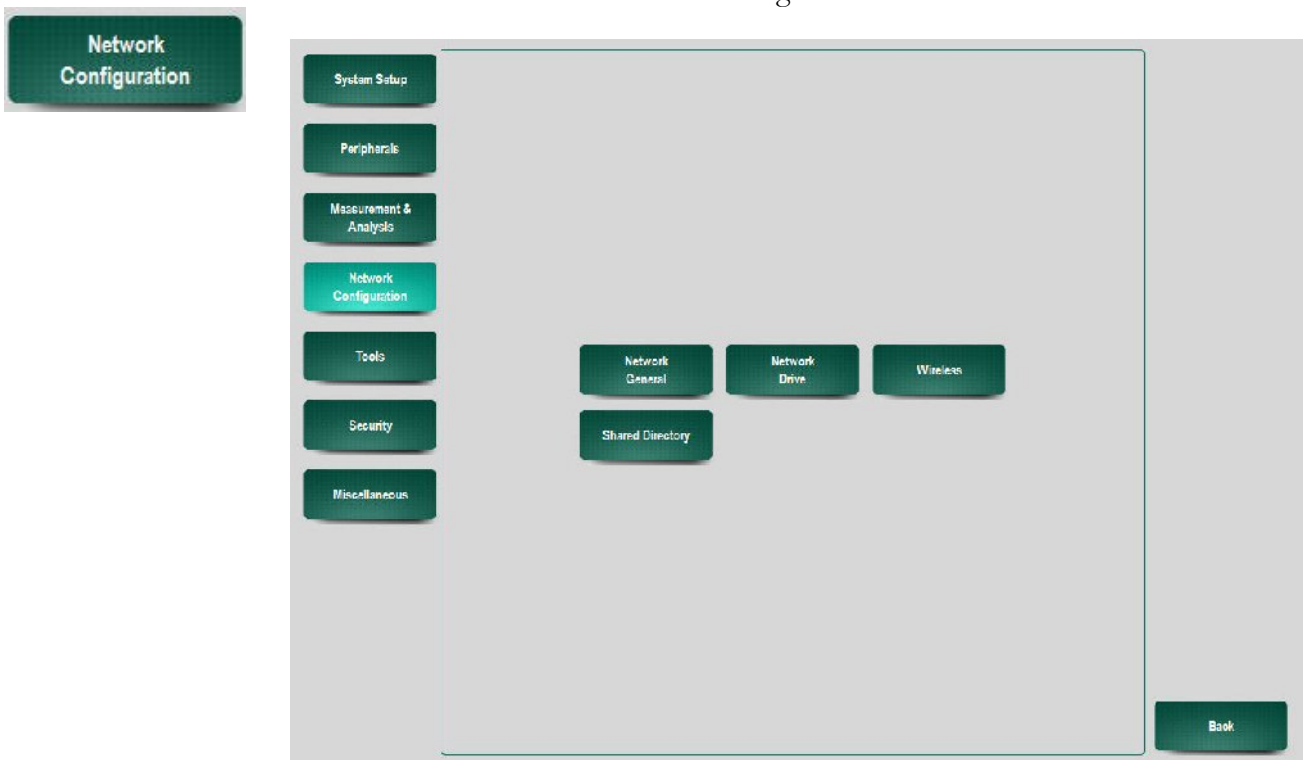 Network
Configuration
System Setup
Peripherals
Measurement &
Analysis
Network
Configuration
Tools
Security
Miscellaneous
Network
General
Network
Drive
Wireless
Shared Directory
Back